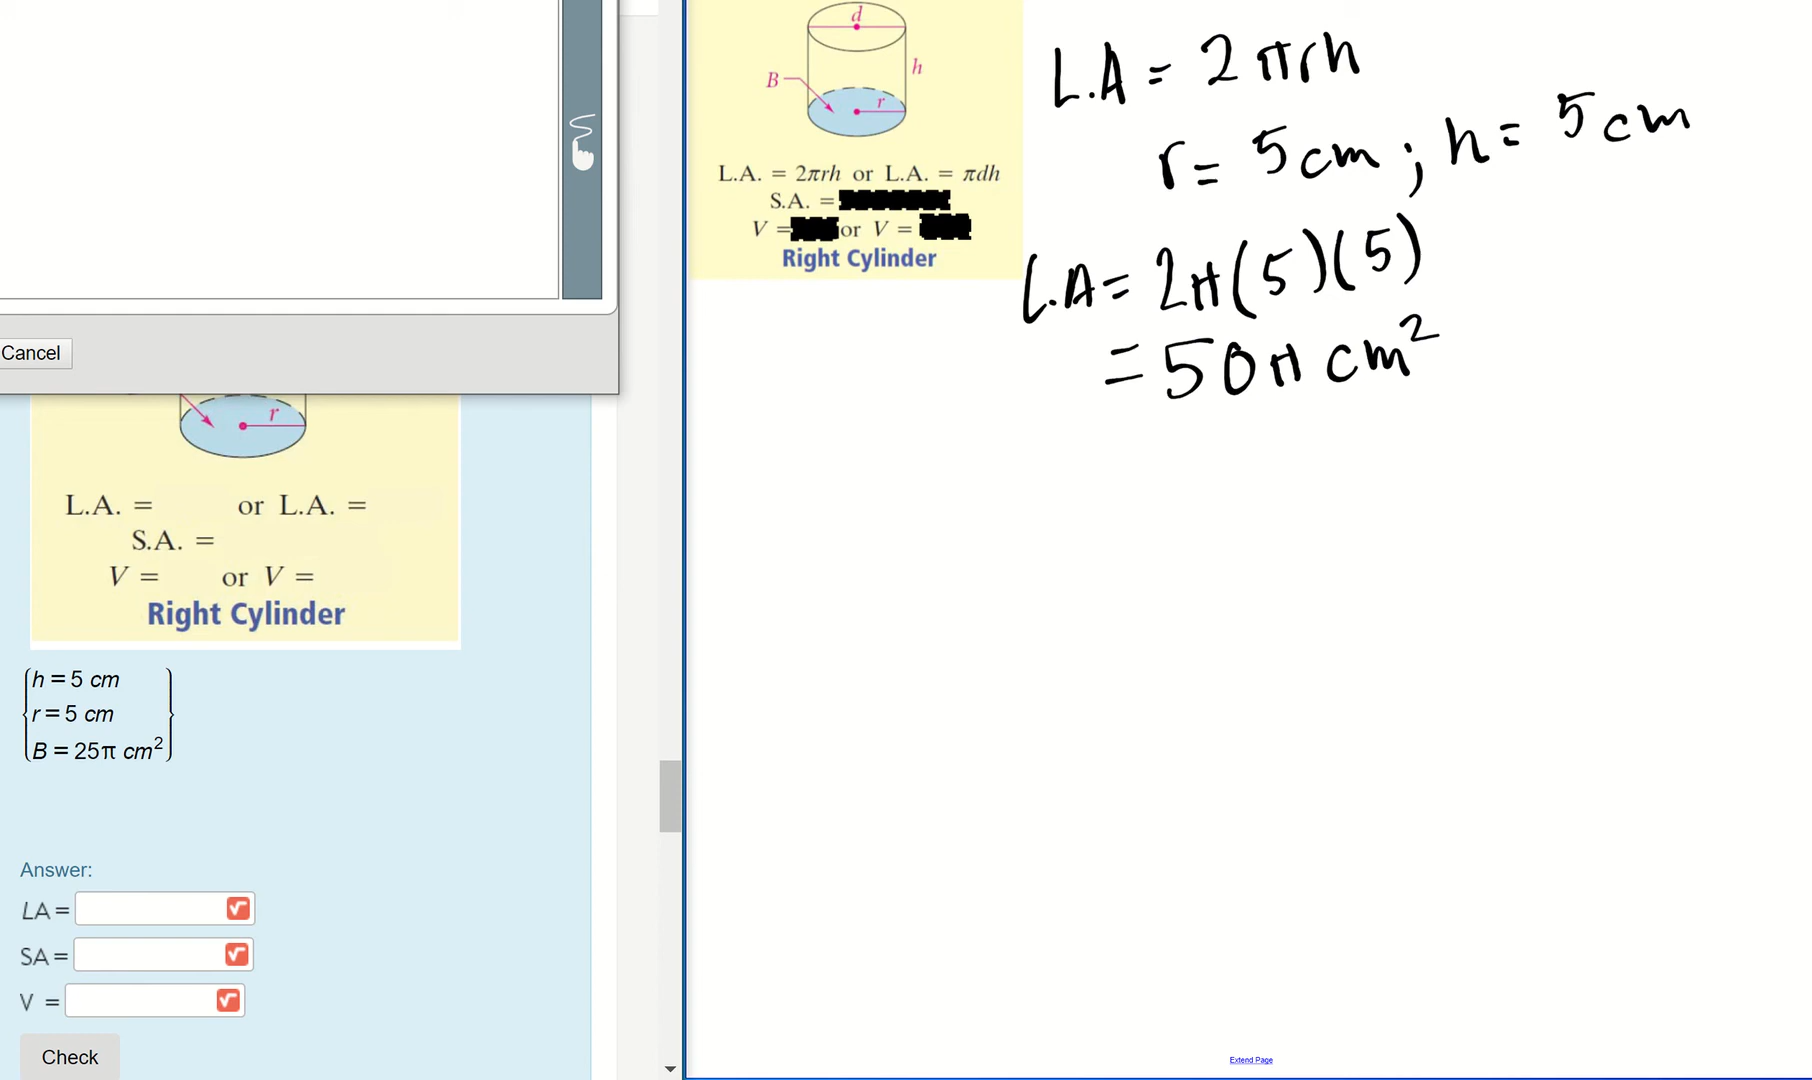 Cancel
r
L.A. = or L.A. =
S.A. =
V = or V =
Right Cylinder
h = 5 cm
r = 5 cm
B = 25π cm²
Answer:
LA =
SA =
V =
Check
d
h
B
r
L.A. = 2πrh or L.A. = πdh
S.A. =
V = or V =
Right Cylinder
L.A = 2πrh
r = 5cm ; h = 5cm
L.A = 2π(5)(5)
= 50π cm²
Extend Page